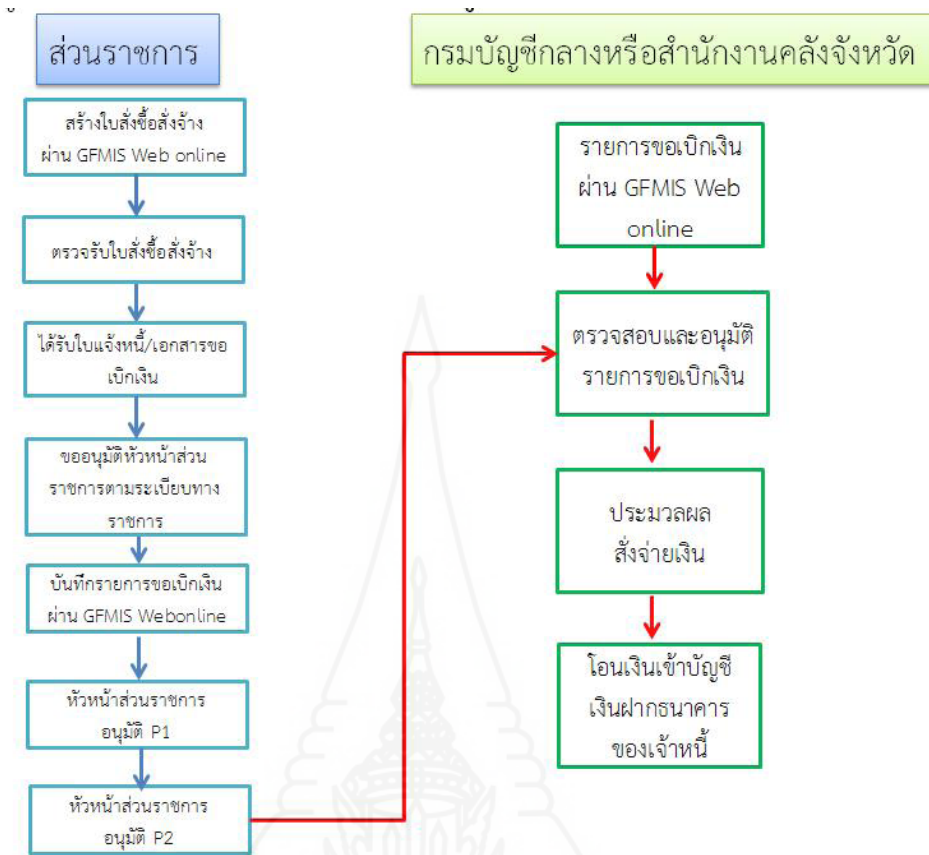 ส่วนราชการ
สร้างใบสั่งซื้อสั่งจ้าง
ผ่าน GFMIS Web online
ตรวจรับใบสั่งซื้อสั่งจ้าง
ได้รับใบแจ้งหนี้/เอกสารขอ
เบิกเงิน
ขออนุมัติหัวหน้าส่วน
ราชการตามระเบียบทาง
ราชการ
บันทึกรายการขอเบิกเงิน
ผ่าน GFMIS Webonline
หัวหน้าส่วนราชการ
อนุมัติ P1
หัวหน้าส่วนราชการ
อนุมัติ P2
กรมบัญชีกลางหรือสำนักงานคลังจังหวัด
รายการขอเบิกเงิน
ผ่าน GFMIS Web
online
ตรวจสอบและอนุมัติ
รายการขอเบิกเงิน
ประมวลผล
สั่งจ่ายเงิน
โอนเงินเข้าบัญชี
เงินฝากธนาคาร
ของเจ้าหนี้